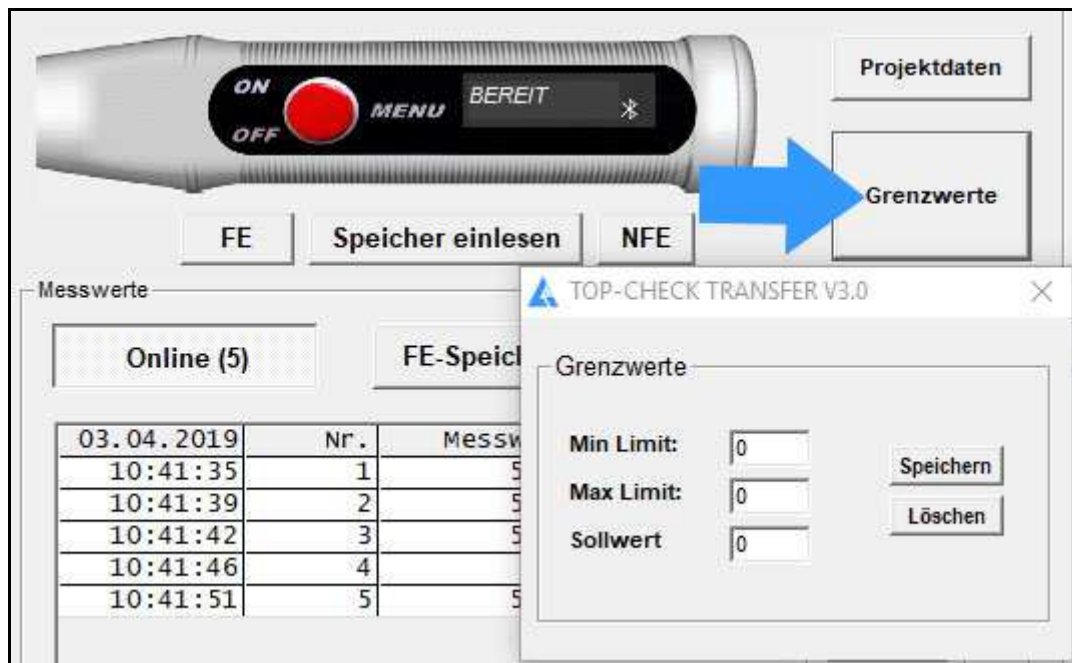 ON
OFF
MENU
BEREIT
Projektdaten
Grenzwerte
FE
Speicher einlesen
NFE
Messwerte
Online (5)
03.04.2019 Nr.
10:41:35 1
10:41:39 2
10:41:42 3
10:41:46 4
10:41:51 5
TOP-CHECK TRANSFER V3.0
Grenzwerte
Min Limit: 0
Max Limit: 0
Sollwert 0
Speichern
Löschen